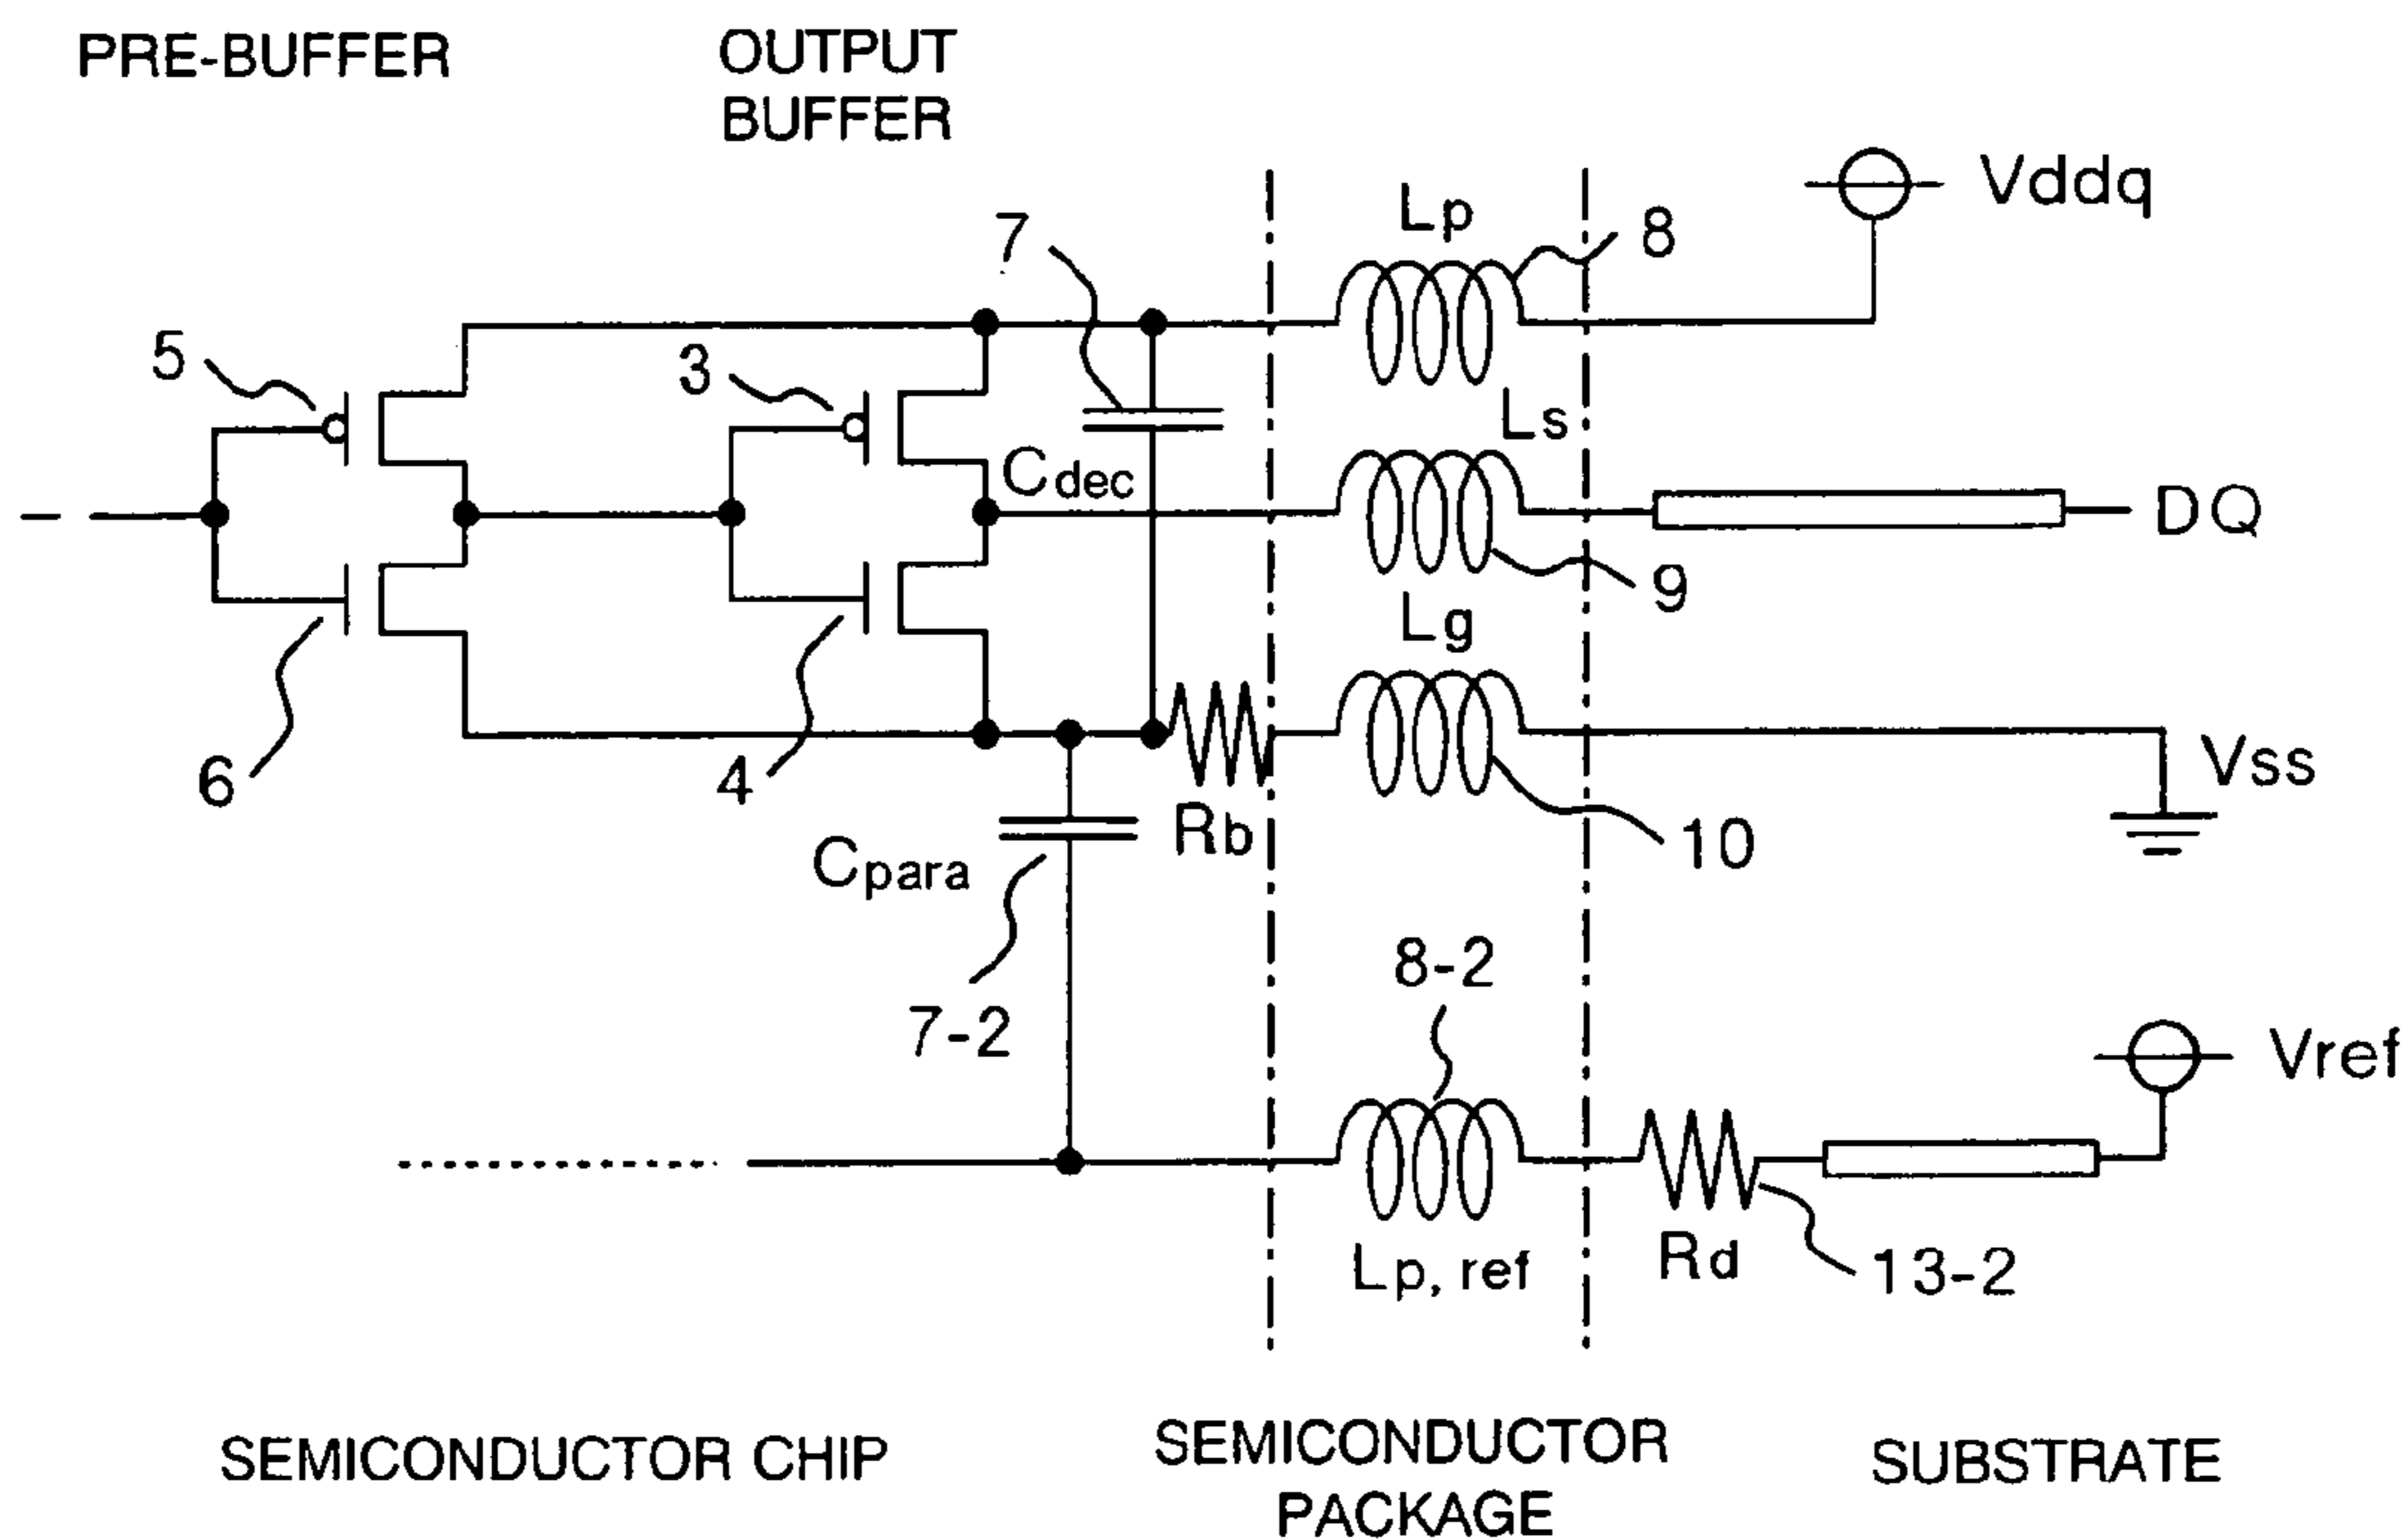 PRE-BUFFER
OUTPUT
BUFFER
Vddq
Lp
8
7
5
3
Ls
Cdec
DQ
9
Lg
6
4
Vss
Rb
10
Cpara
8-2
7-2
Vref
Lp, ref
Rd
13-2
SEMICONDUCTOR CHIP
SEMICONDUCTOR
PACKAGE
SUBSTRATE